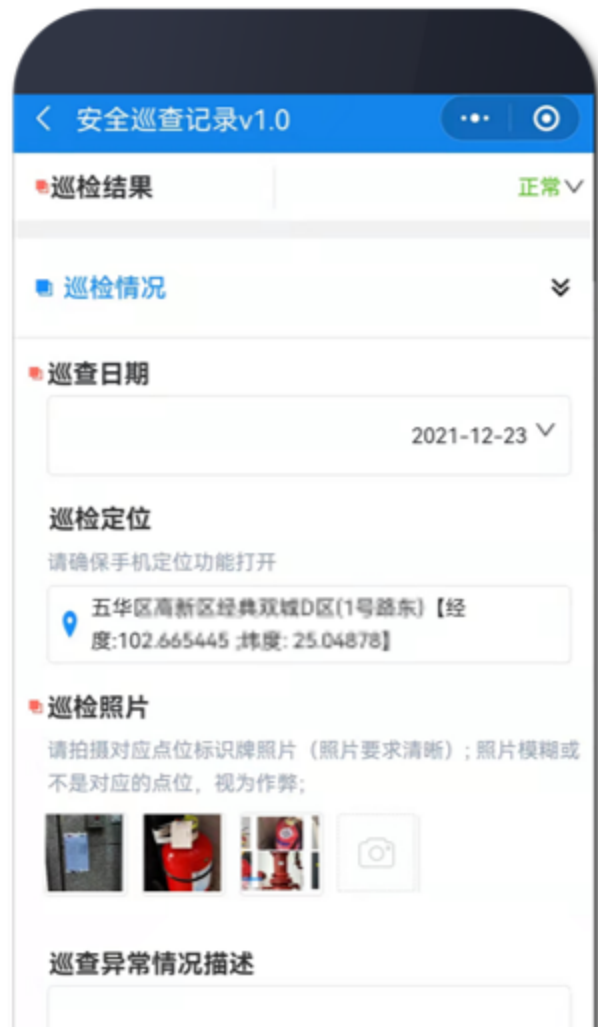 安全巡查记录v1.0
巡检结果
正常
巡检情况
巡查日期
2021-12-23
巡检定位
请确保手机定位功能打开
五华区高新区经典双城D区(1号路东)【经
度:102.665445 ;纬度: 25.04878】
巡检照片
请拍摄对应点位标识牌照片（照片要求清晰）; 照片模糊或
不是对应的点位，视为作弊;
巡查异常情况描述